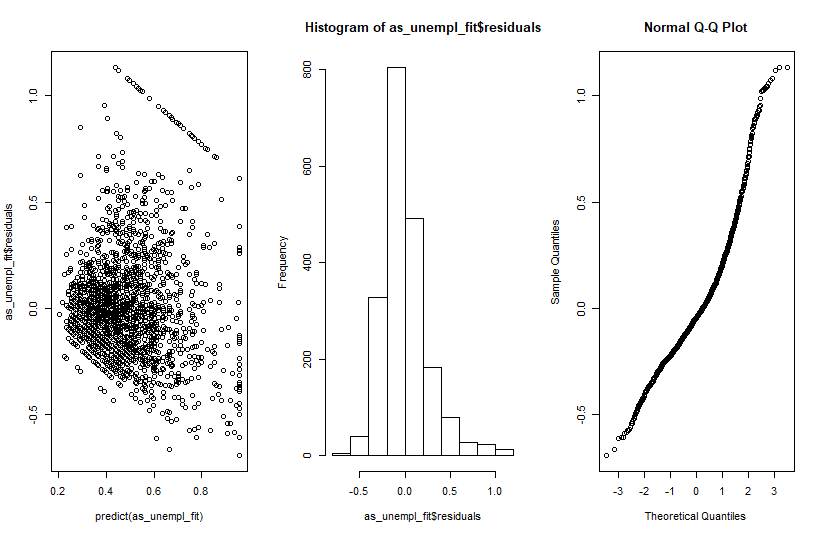 as_unempl_fit$residuals
1.0
0.5
0.0
-0.5
0.2 0.4 0.6 0.8
predict(as_unempl_fit)
Histogram of as_unempl_fit$residuals
Frequency
800
600
400
200
0
-0.5 0.0 0.5 1.0
as_unempl_fit$residuals
Normal Q-Q Plot
Sample Quantiles
1.0
0.5
0.0
-0.5
-3 -2 -1 0 1 2 3
Theoretical Quantiles